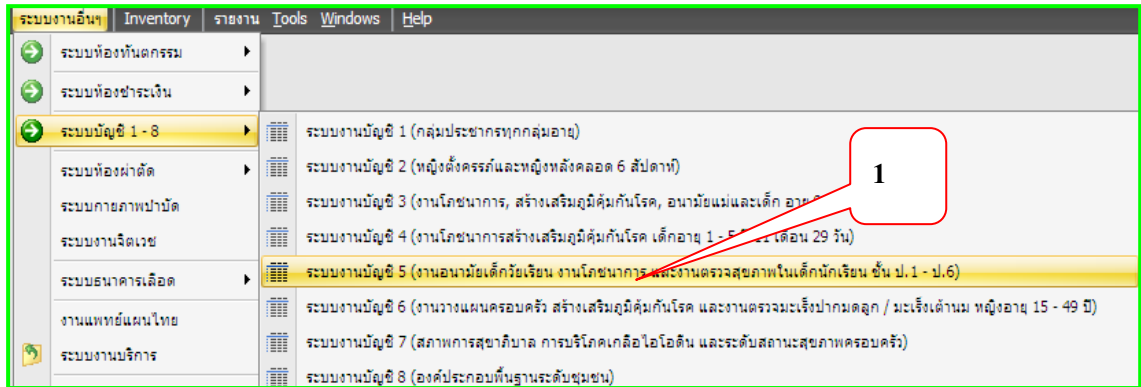 ระบบงานอื่นๆ Inventory รายงาน Tools Windows Help
ระบบห้องทันตกรรม
ระบบห้องชำระเงิน
ระบบบัญชี 1 - 8
ระบบงานบัญชี 1 (กลุ่มประชากรทุกกลุ่มอายุ)
ระบบงานบัญชี 2 (หญิงตั้งครรภ์และหญิงหลังคลอด 6 สัปดาห์)
1
ระบบห้องผ่าตัด
ระบบงานบัญชี 3 (งานโภชนาการ, สร้างเสริมภูมิคุ้มกันโรค, อนามัยแม่และเด็ก อายุ
ระบบกายภาพบำบัด
ระบบงานบัญชี 4 (งานโภชนาการสร้างเสริมภูมิคุ้มกันโรค เด็กอายุ 1 - 5 ปี 11 เดือน 29 วัน)
ระบบงานจิตเวช
ระบบงานบัญชี 5 (งานอนามัยเด็กวัยเรียน งานโภชนาการ และงานตรวจสุขภาพในเด็กนักเรียน ชั้น ป.1 - ป.6)
ระบบธนาคารเลือด
ระบบงานบัญชี 6 (งานวางแผนครอบครัว สร้างเสริมภูมิคุ้มกันโรค และงานตรวจมะเร็งปากมดลูก / มะเร็งเต้านม หญิงอายุ 15 - 49 ปี)
งานแพทย์แผนไทย
ระบบงานบัญชี 7 (สภาพการสุขาภิบาล การบริโภคเกลือไอโอดีน และระดับสถานะสุขภาพครอบครัว)
ระบบงานบริการ
ระบบงานบัญชี 8 (องค์ประกอบพื้นฐานระดับชุมชน)